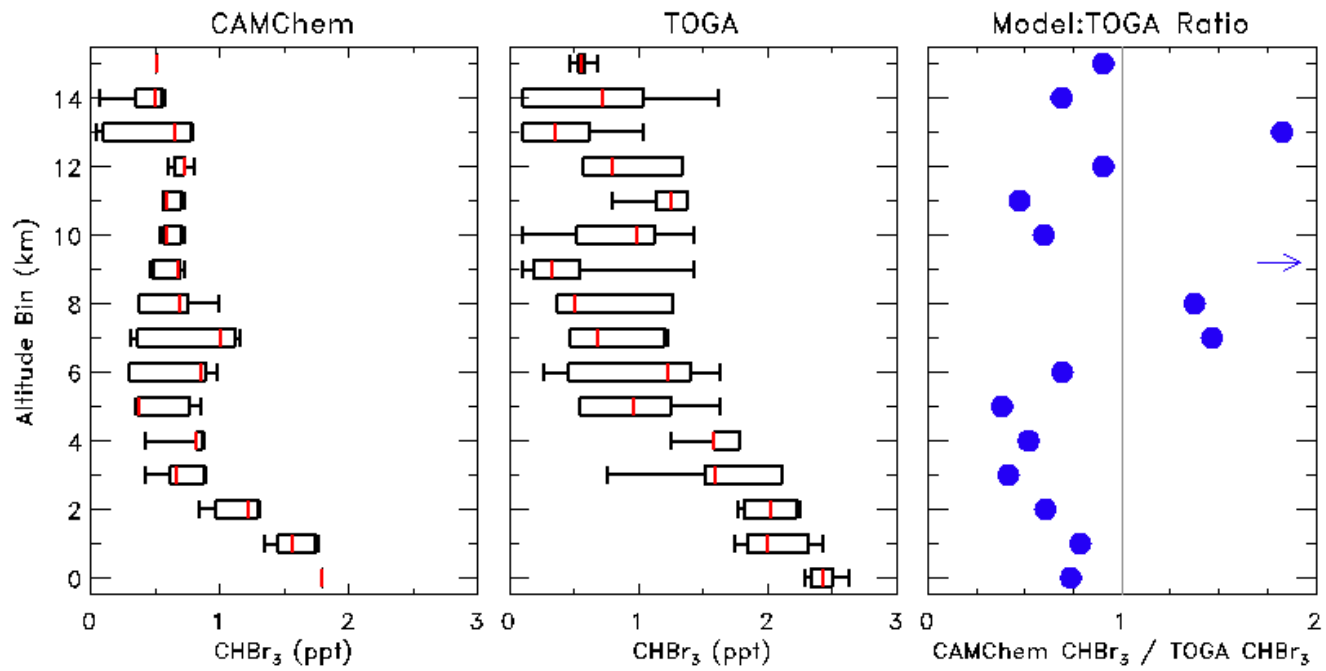 CAMChem TOGA Model:TOGA Ratio
Altitude Bin (km)
14
12
10
8
6
4
2
0
0 1 2 3 0 1 2 3 0 1 2
CHBr₃ (ppt) CHBr₃ (ppt) CAMChem CHBr₃ / TOGA CHBr₃